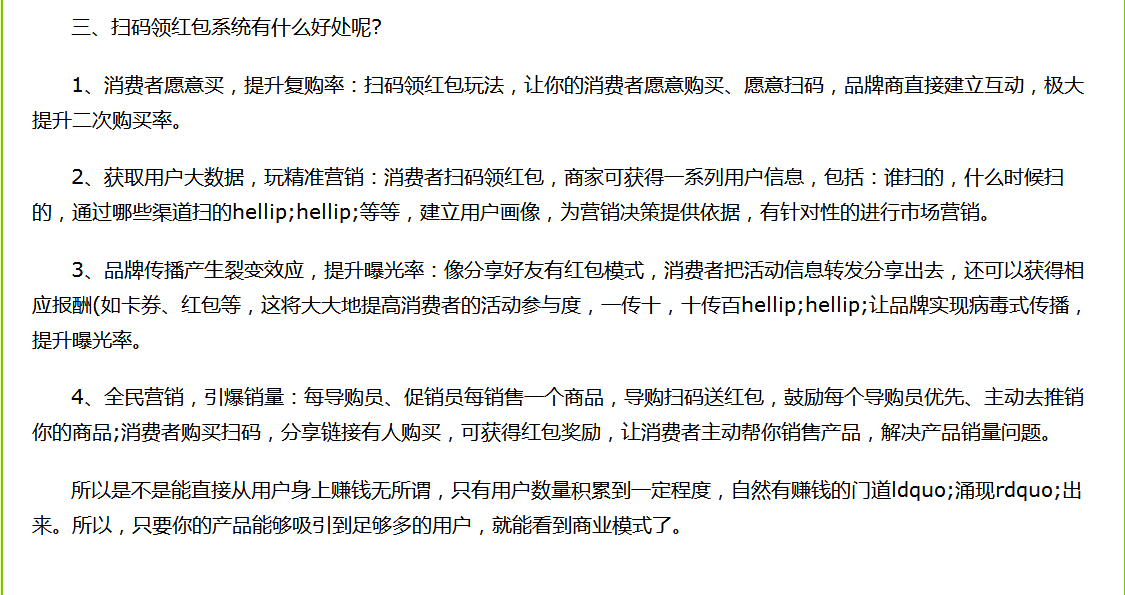 三、扫码领红包系统有什么好处呢?
1、消费者愿意买，提升复购率：扫码领红包玩法，让你的消费者愿意购买、愿意扫码，品牌商直接建立互动，极大
提升二次购买率。
2、获取用户大数据，玩精准营销：消费者扫码领红包，商家可获得一系列用户信息，包括：谁扫的，什么时候扫
的，通过哪些渠道扫的hellip;hellip;等等，建立用户画像，为营销决策提供依据，有针对性的进行市场营销。
3、品牌传播产生裂变效应，提升曝光率：像分享好友有红包模式，消费者把活动信息转发分享出去，还可以获得相
应报酬(如卡券、红包等，这将大大地提高消费者的活动参与度，一传十，十传百hellip;hellip;让品牌实现病毒式传播，
提升曝光率。
4、全民营销，引爆销量：每导购员、促销员每销售一个商品，导购扫码送红包，鼓励每个导购员优先、主动去推销
你的商品;消费者购买扫码，分享链接有人购买，可获得红包奖励，让消费者主动帮你销售产品，解决产品销量问题。
所以是不是能直接从用户身上赚钱无所谓，只有用户数量积累到一定程度，自然有赚钱的门道ldquo;涌现rdquo;出
来。所以，只要你的产品能够吸引到足够多的用户，就能看到商业模式了。